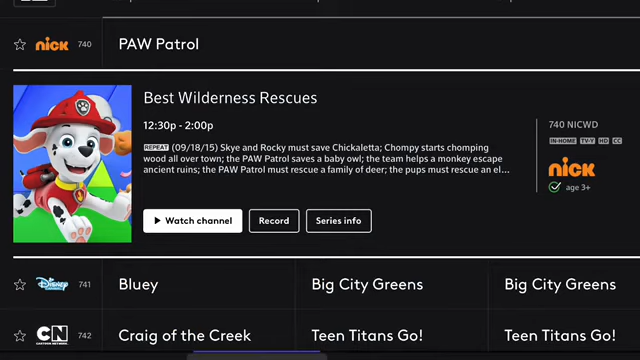 nick 740 PAW Patrol
Best Wilderness Rescues
12:30p - 2:00p
REPEAT (09/18/15) Skye and Rocky must save Chickaletta; Chompy starts chomping
wood all over town; the PAW Patrol saves a baby owl; the team helps a monkey escape
ancient ruins; the PAW Patrol must rescue a family of deer; the pups must rescue an el...
740 NICWD
IN-HOME TV-Y HD CC
nick
age 3+
Watch channel Record Series info
Disney CHANNEL 741 Bluey Big City Greens Big City Greens
CN CARTOON NETWORK 742 Craig of the Creek Teen Titans Go! Teen Titans Go!